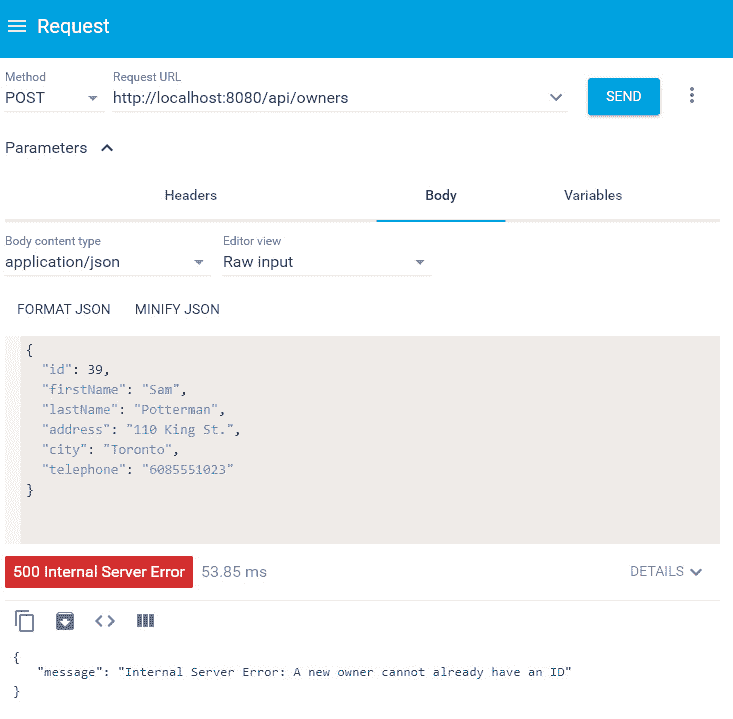 Request
Method
Request URL
POST
http://localhost:8080/api/owners
SEND
Parameters
Headers
Body
Variables
Body content type
Editor view
application/json
Raw input
FORMAT JSON
MINIFY JSON
{
"id": 39,
"firstName": "Sam",
"lastName": "Potterman",
"address": "110 King St.",
"city": "Toronto",
"telephone": "6085551023"
}
500 Internal Server Error
53.85 ms
DETAILS
{
"message": "Internal Server Error: A new owner cannot already have an ID"
}